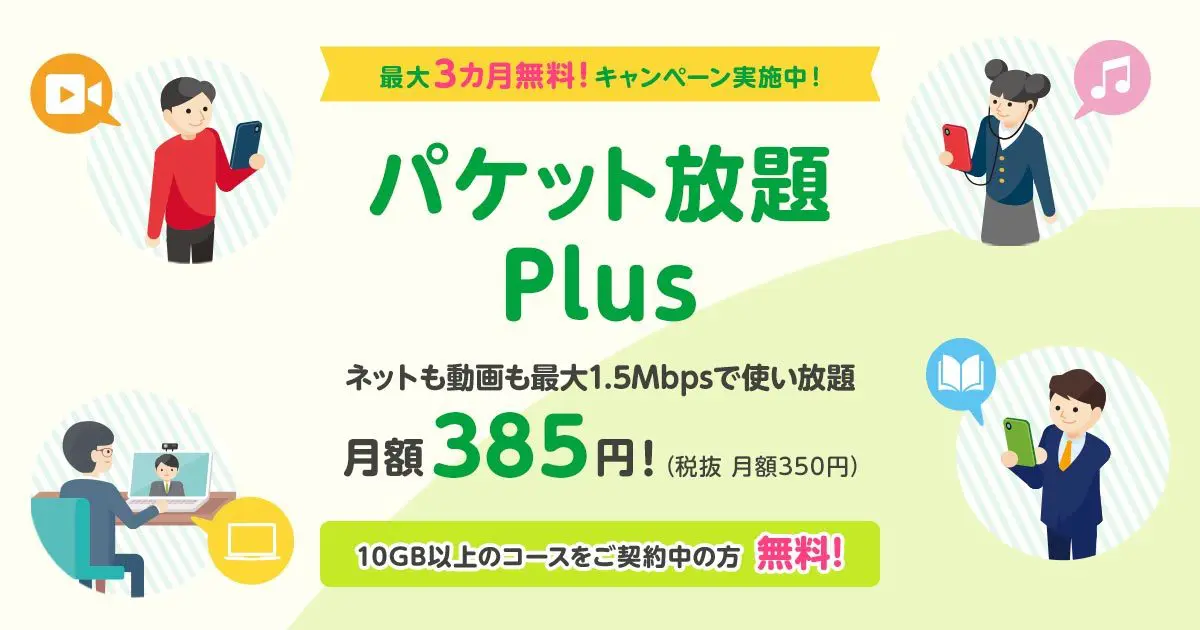 最大3カ月無料!キャンペーン実施中!
パケット放題
Plus
ネットも動画も最大1.5Mbpsで使い放題
月額385円!(税抜 月額350円)
10GB以上のコースをご契約中の方 無料!